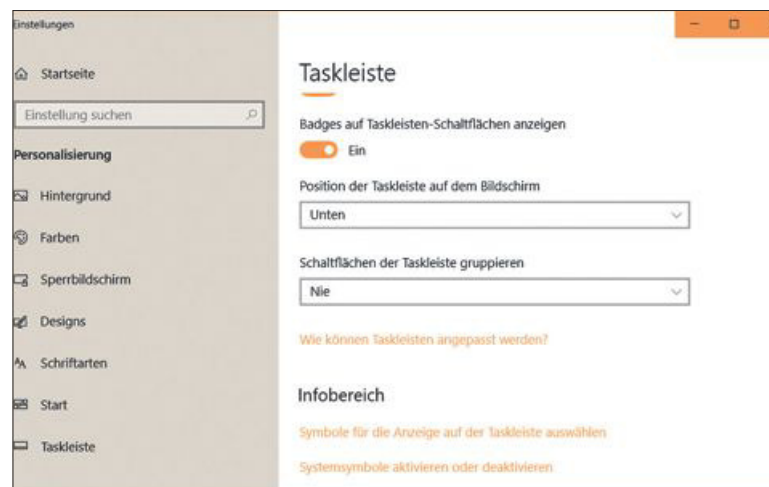 Einstellungen
Startseite
Einstellung suchen
Personalisierung
Hintergrund
Farben
Sperrbildschirm
Designs
Schriftarten
Start
Taskleiste
Taskleiste
Badges auf Taskleisten-Schaltflächen anzeigen
Ein
Position der Taskleiste auf dem Bildschirm
Unten
Schaltflächen der Taskleiste gruppieren
Nie
Wie können Taskleisten angepasst werden?
Infobereich
Symbole für die Anzeige auf der Taskleiste auswählen
Systemsymbole aktivieren oder deaktivieren